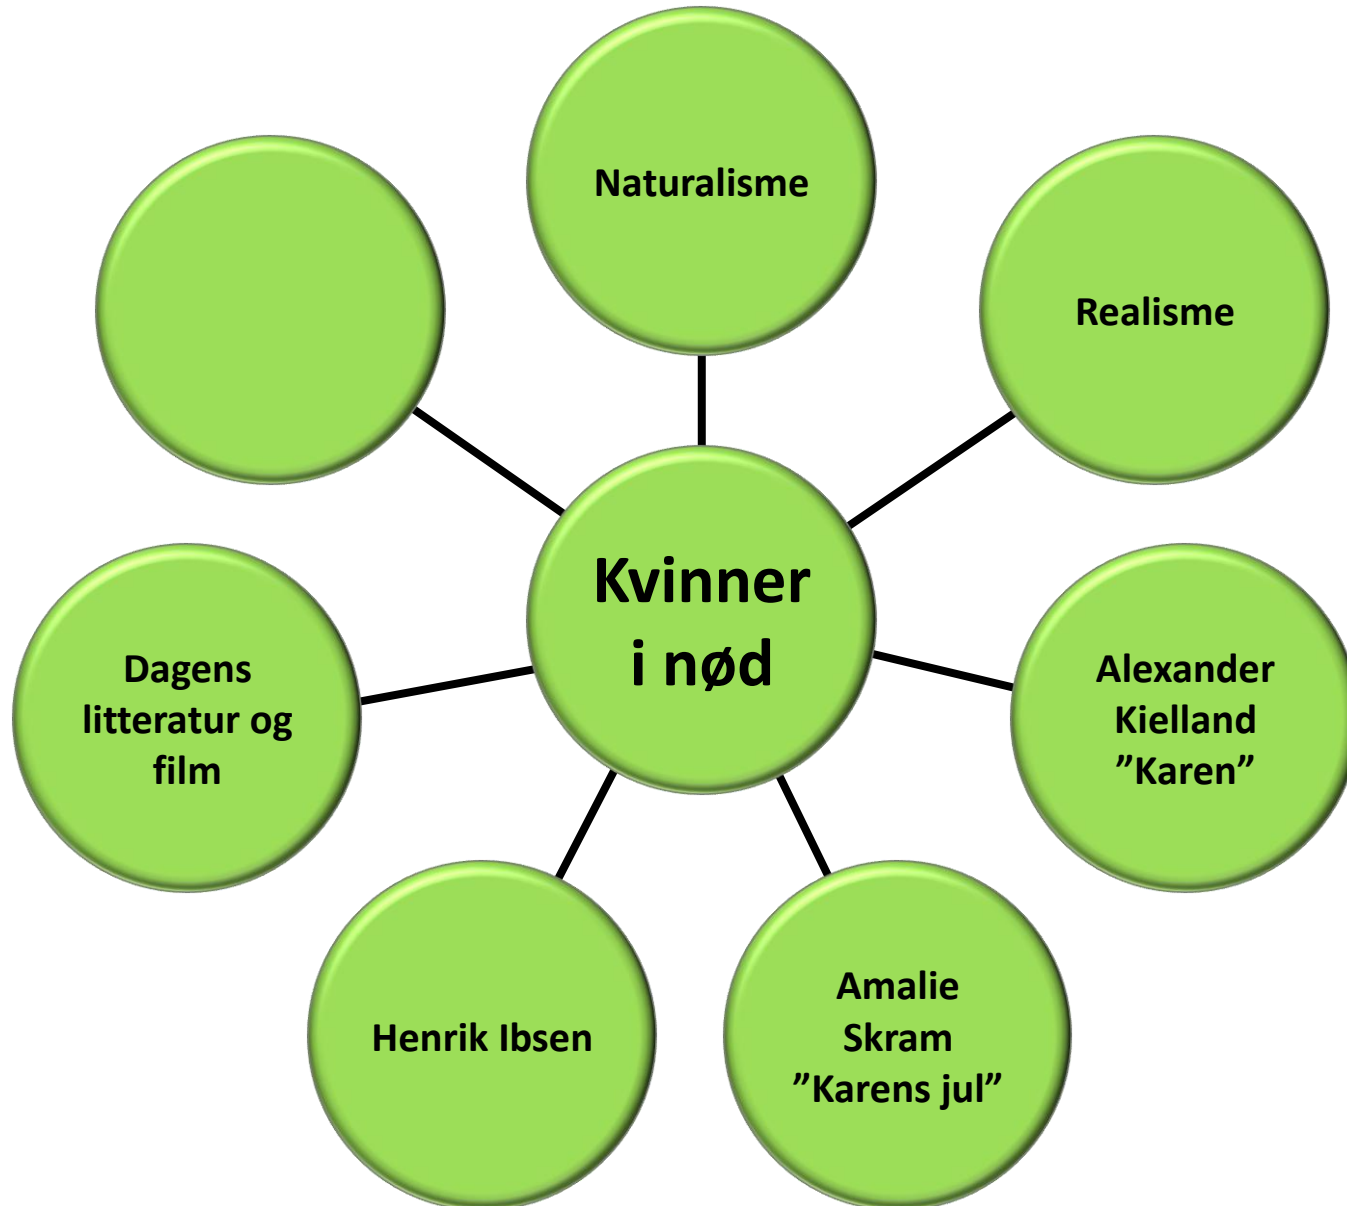 Naturalisme
Realisme
Kvinner
i nød
Alexander
Kielland
”Karen”
Amalie
Skram
”Karens jul”
Henrik Ibsen
Dagens
litteratur og
film